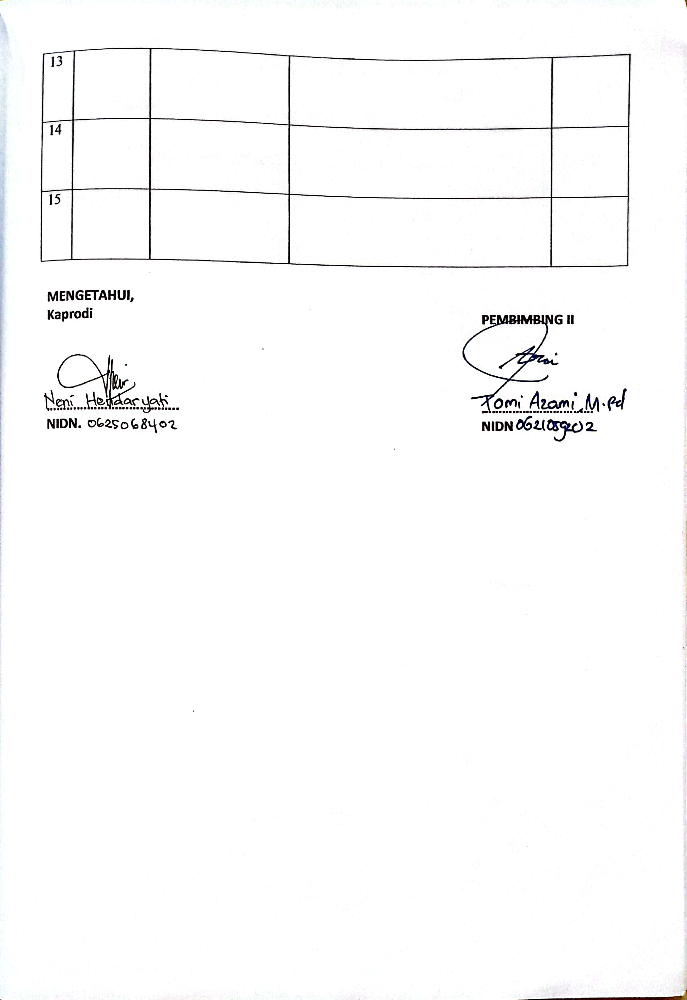 13
14
15
MENGETAHUI,
Kaprodi
PEMBIMBING II
Neni Hendaryati
Tomi Azami, M.Pd
NIDN. 0625068402
NIDN 0621059202